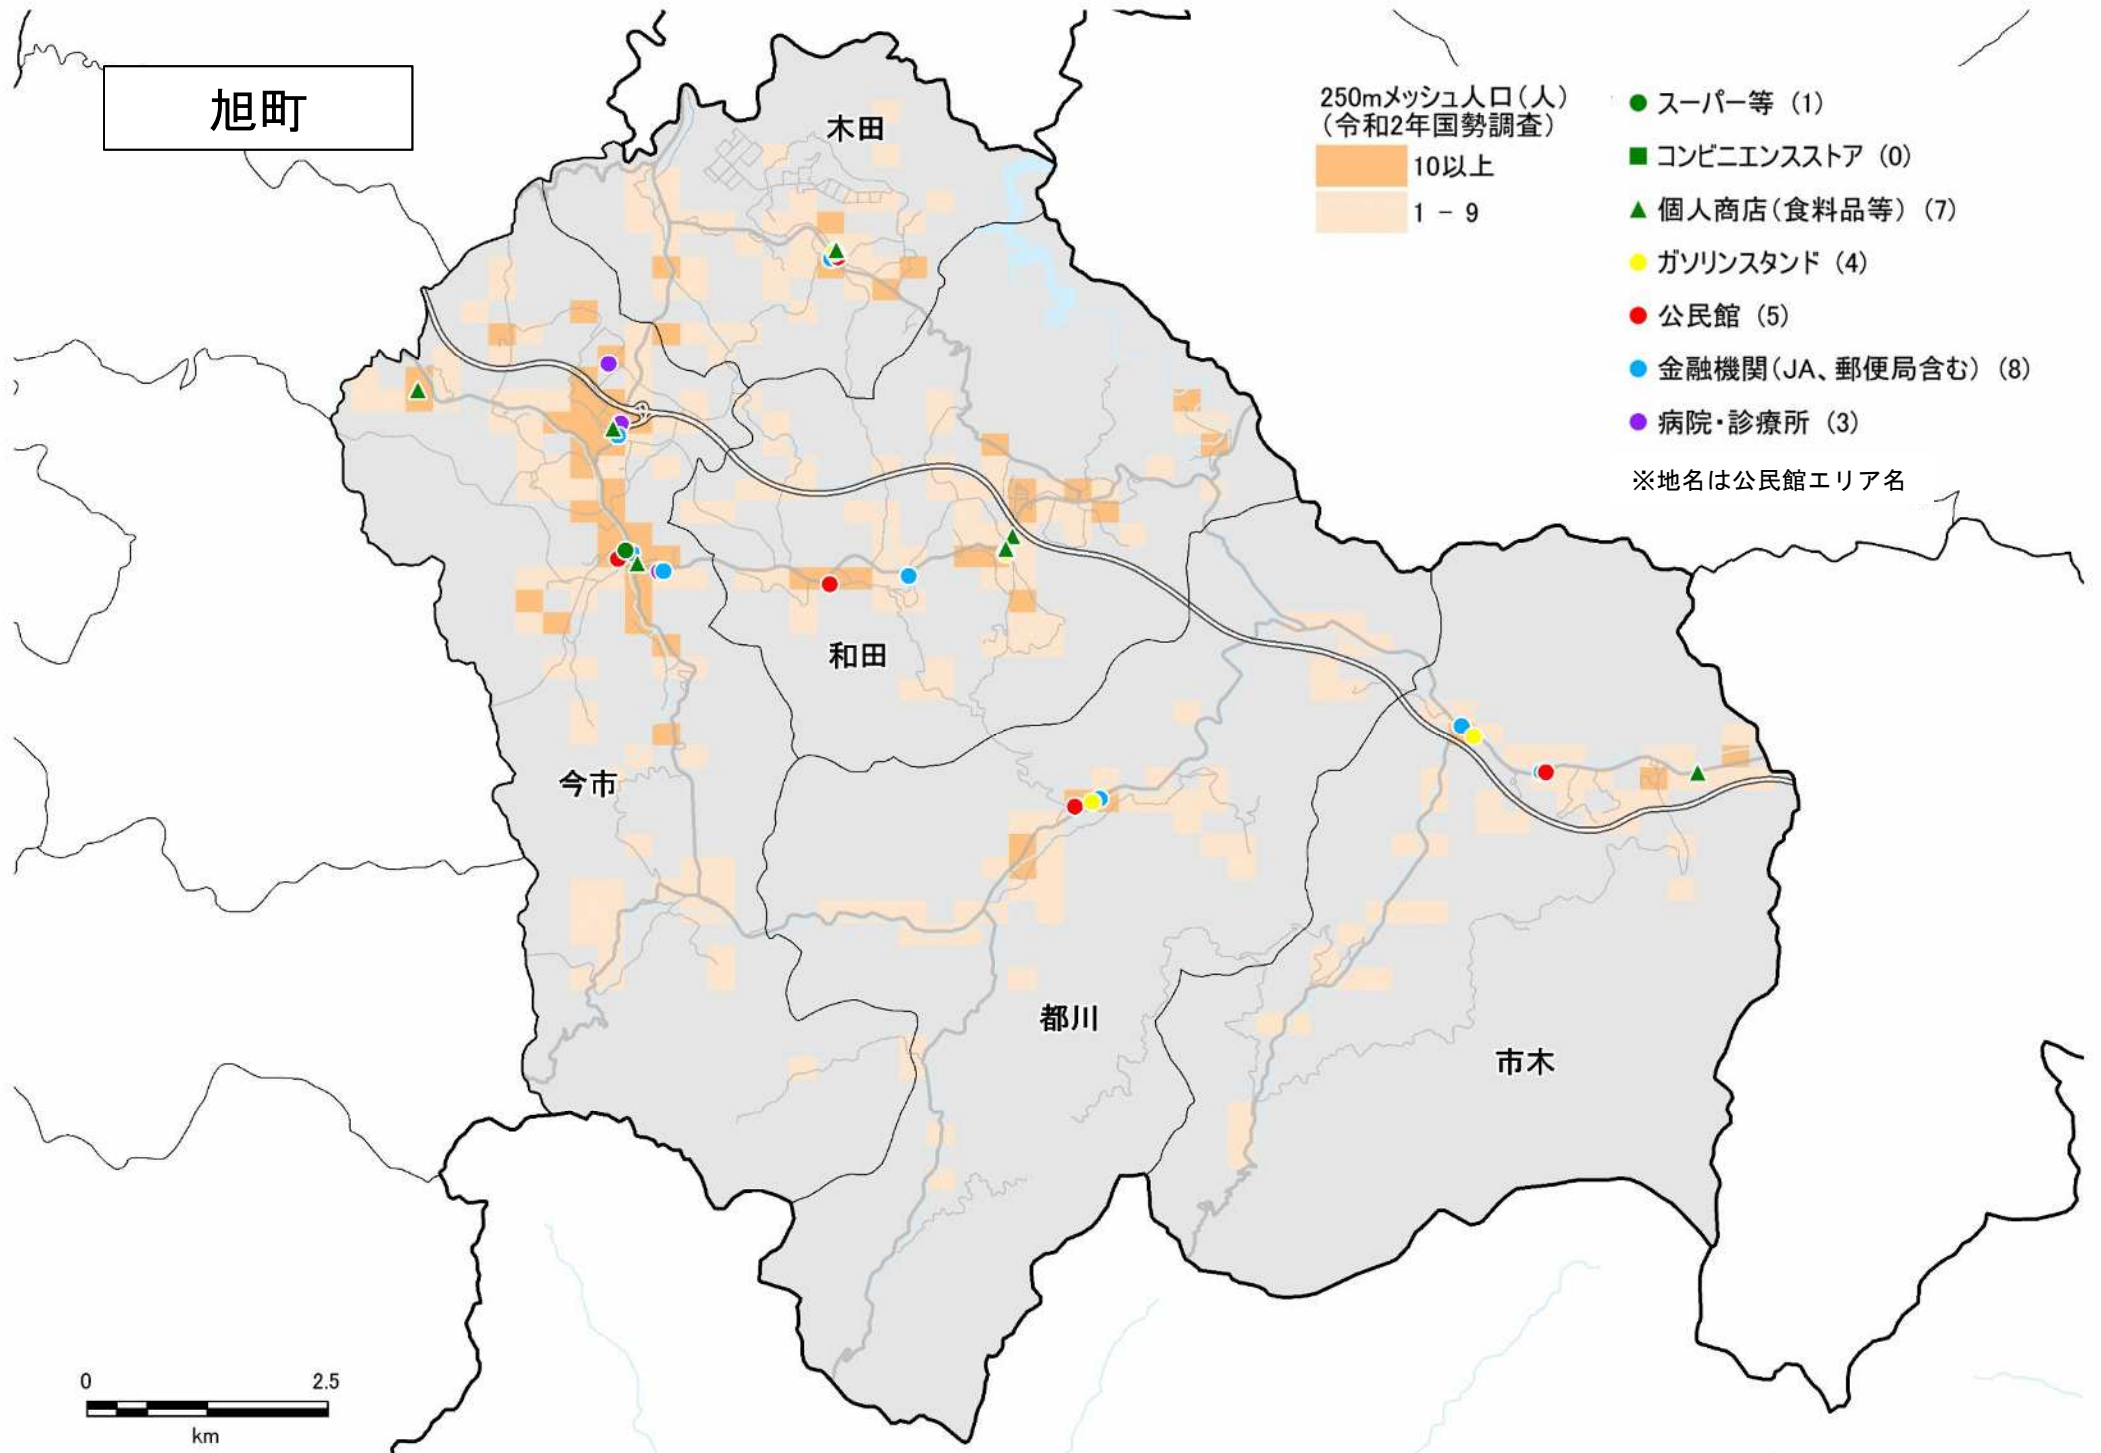 旭町
250mメッシュ人口(人)
(令和2年国勢調査)
10以上
1 - 9
スーパー等 (1)
コンビニエンスストア (0)
個人商店(食料品等) (7)
ガソリンスタンド (4)
公民館 (5)
金融機関(JA、郵便局含む) (8)
病院・診療所 (3)
※地名は公民館エリア名
木田
和田
今市
都川
市木
0 2.5
km